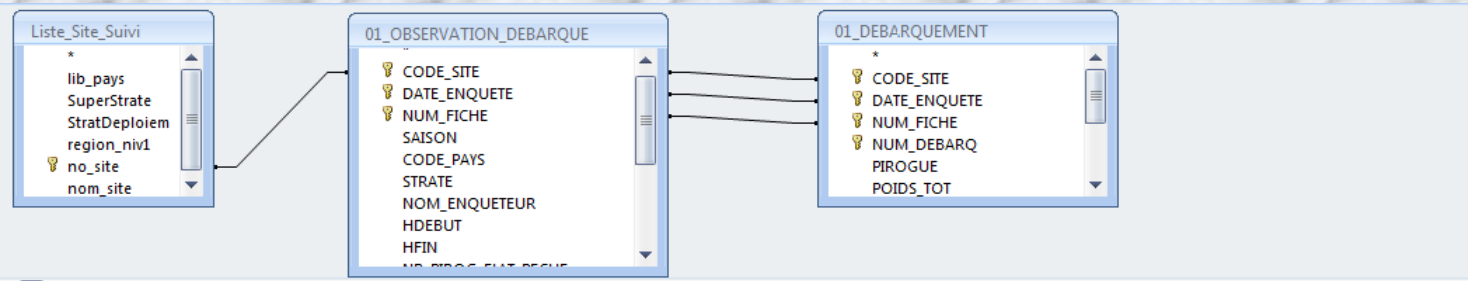 Liste_Site_Suivi
*
lib_pays
SuperStrate
StratDeploiem
region_niv1
no_site
nom_site
01_OBSERVATION_DEBARQUE
CODE_SITE
DATE_ENQUETE
NUM_FICHE
SAISON
CODE_PAYS
STRATE
NOM_ENQUETEUR
HDEBUT
HFIN
01_DEBARQUEMENT
*
CODE_SITE
DATE_ENQUETE
NUM_FICHE
NUM_DEBARQ
PIROGUE
POIDS_TOT